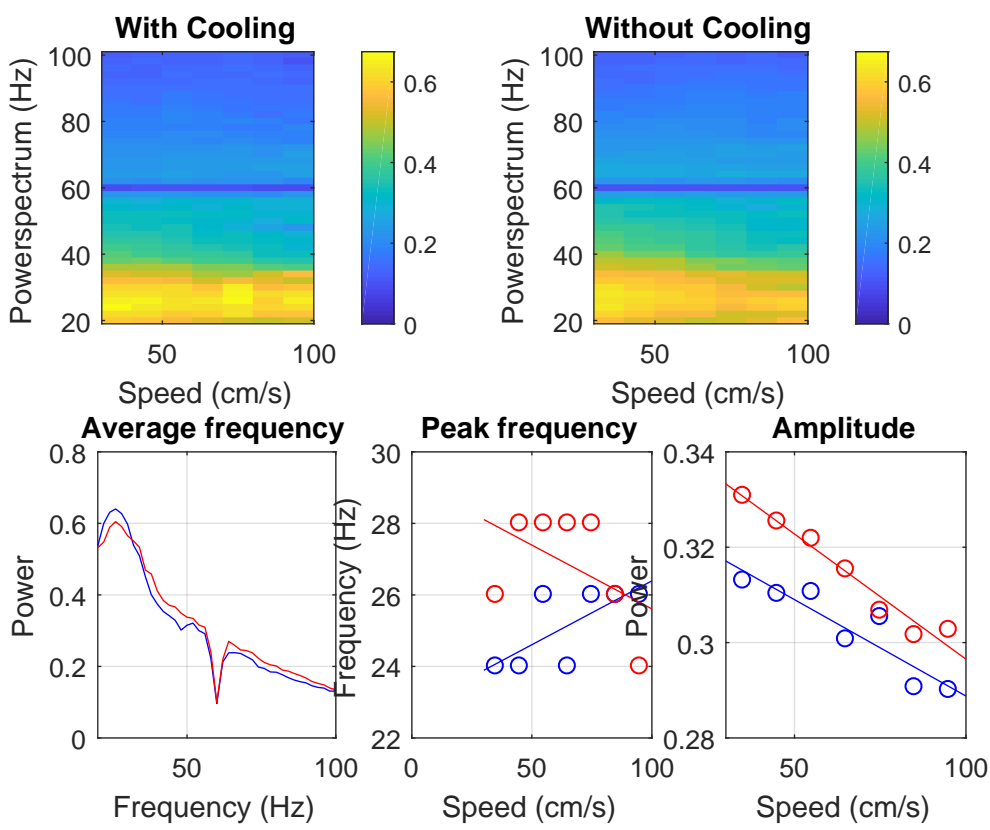 With Cooling
Powerspectrum (Hz)
100
80
60
40
20
50
100
Speed (cm/s)
0.6
0.4
0.2
0
Without Cooling
Powerspectrum (Hz)
100
80
60
40
20
50
100
Speed (cm/s)
0.6
0.4
0.2
0
Average frequency
Power
0.8
0.6
0.4
0.2
0
50
100
Frequency (Hz)
Peak frequency
Frequency (Hz)
30
28
26
24
22
0
50
100
Speed (cm/s)
Amplitude
Power
0.34
0.32
0.3
0.28
50
100
Speed (cm/s)